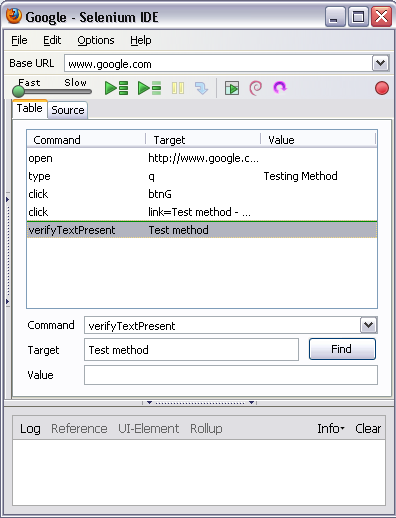 Google - Selenium IDE
File Edit Options Help
Base URL www.google.com
Fast Slow
Table Source
Command Target Value
open http://www.google.c...
type q Testing Method
click btnG
click link=Test method - ...
verifyTextPresent Test method
Command verifyTextPresent
Target Test method Find
Value
Log Reference UI-Element Rollup Info Clear